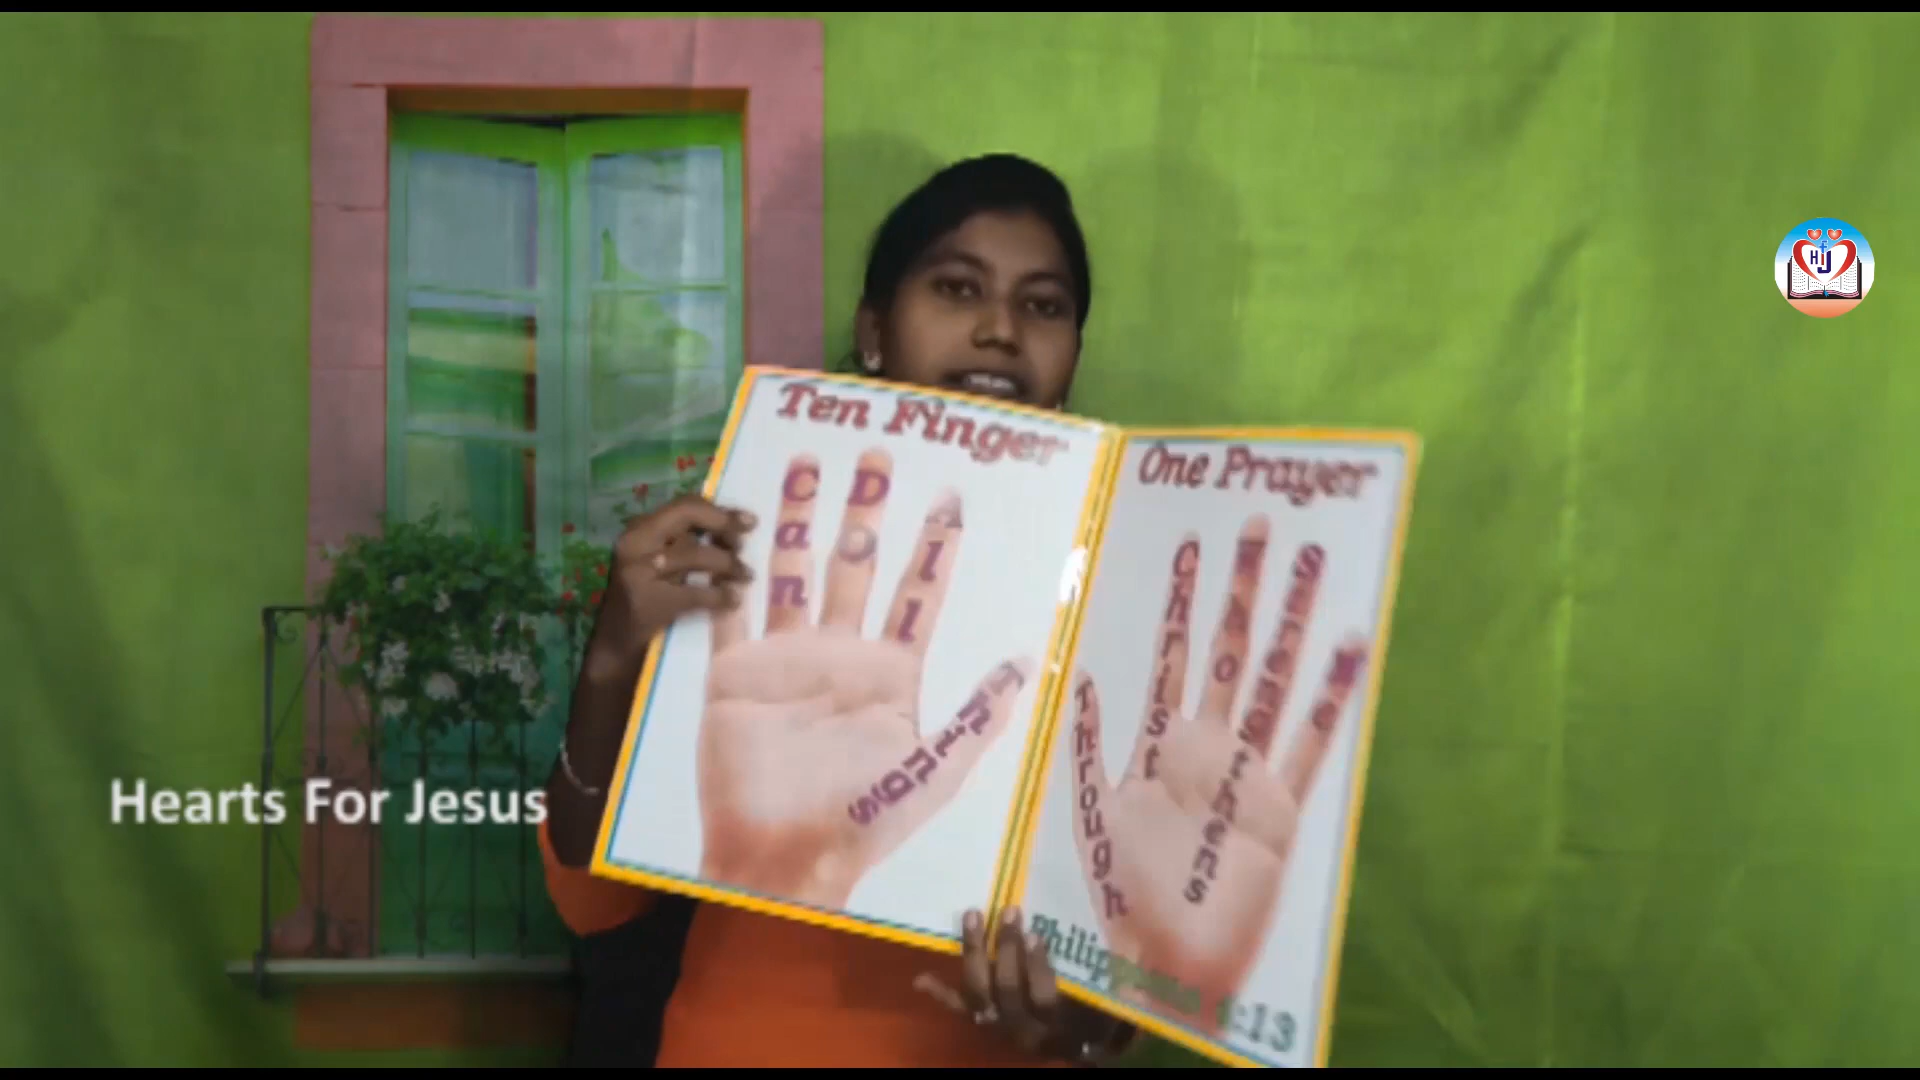 Ten Finger
Can
Do
All
Things
One Prayer
Through
Christ
Who
Strengthens
Me
Philippians 4:13
Hearts For Jesus
HfJ